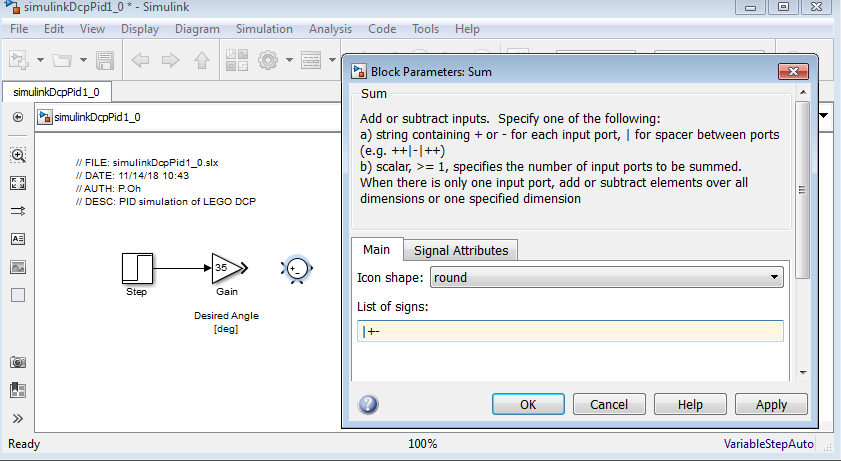 simulinkDcpPid1_0 * - Simulink
File Edit View Display Diagram Simulation Analysis Code Tools Help
simulinkDcpPid1_0
simulinkDcpPid1_0
// FILE: simulinkDcpPid1_0.slx
// DATE: 11/14/18 10:43
// AUTH: P.Oh
// DESC: PID simulation of LEGO DCP
35
+
-
Step
Gain
Desired Angle
[deg]
Block Parameters: Sum
Sum
Add or subtract inputs.  Specify one of the following:
a) string containing + or - for each input port, | for spacer between ports
(e.g. ++|-|++)
b) scalar, >= 1, specifies the number of input ports to be summed.
When there is only one input port, add or subtract elements over all
dimensions or one specified dimension
Main Signal Attributes
Icon shape: round
List of signs:
|+-
OK Cancel Help Apply
Ready 100% VariableStepAuto